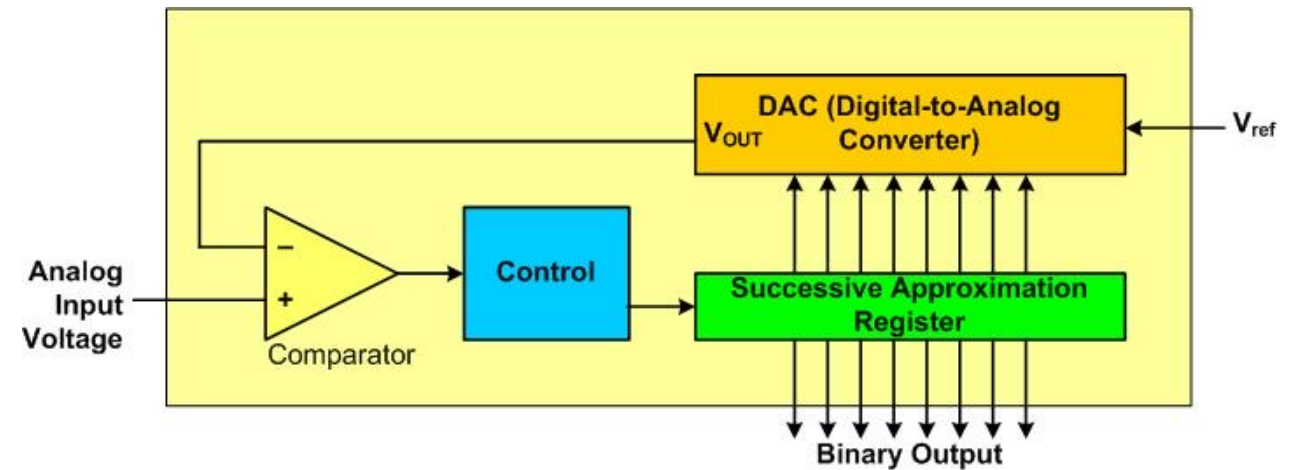 DAC (Digital-to-Analog
Converter)
VOUT
Vref
Analog
Input
Voltage
−
+
Comparator
Control
Successive Approximation
Register
Binary Output